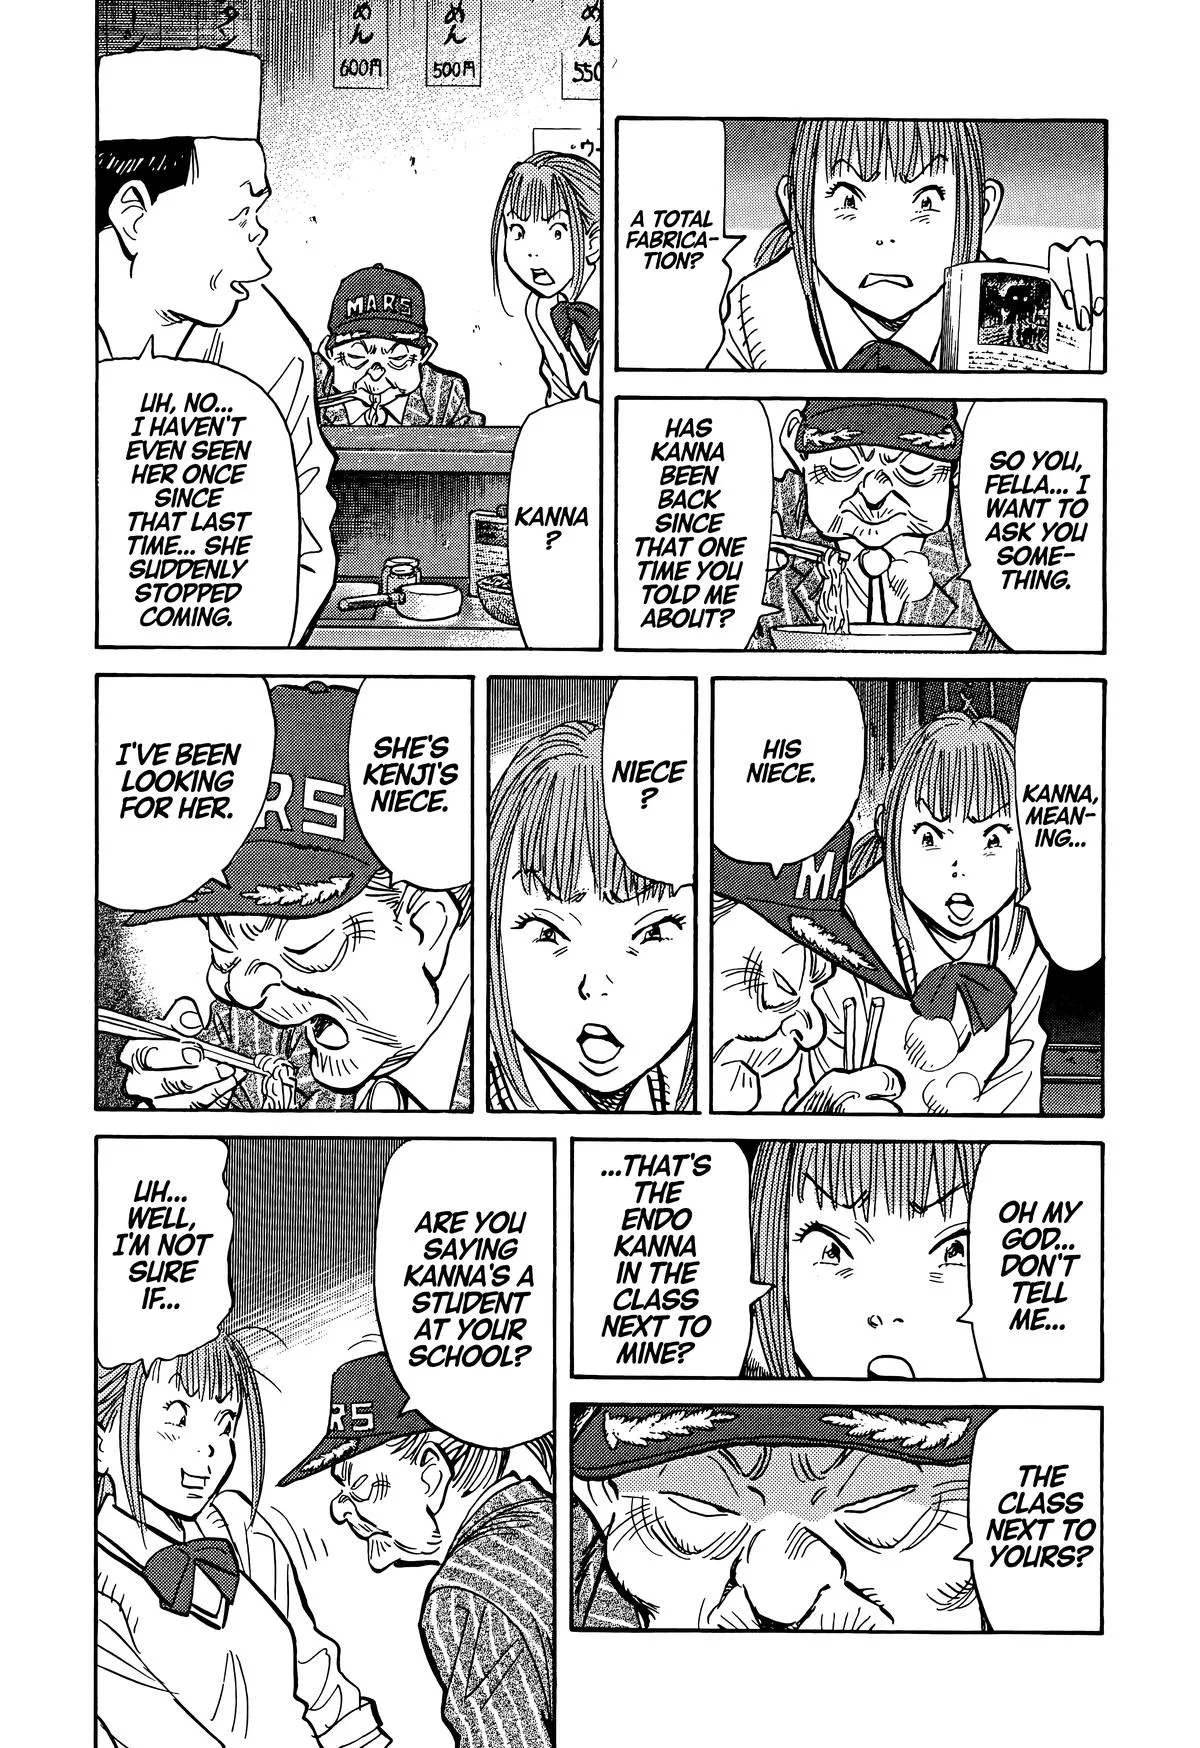 A TOTAL
FABRICA-
TION?
SO YOU,
FELLA... I
WANT TO
ASK YOU
SOME-
THING.
HAS
KANNA
BEEN
BACK
SINCE
THAT ONE
TIME YOU
TOLD ME
ABOUT?
めん
600円
めん
500円
めん
550
MARS
KANNA
?
UH, NO...
I HAVEN'T
EVEN SEEN
HER ONCE
SINCE
THAT LAST
TIME... SHE
SUDDENLY
STOPPED
COMING.
KANNA,
MEAN-
ING...
HIS
NIECE.
M
NIECE
?
SHE'S
KENJI'S
NIECE.
I'VE BEEN
LOOKING
FOR HER.
RS
OH MY
GOD...
DON'T
TELL
ME...
...THAT'S
THE
ENDO
KANNA
IN THE
CLASS
NEXT TO
MINE?
THE
CLASS
NEXT TO
YOURS?
ARE YOU
SAYING
KANNA'S A
STUDENT
AT YOUR
SCHOOL?
RS
UH...
WELL,
I'M NOT
SURE
IF...